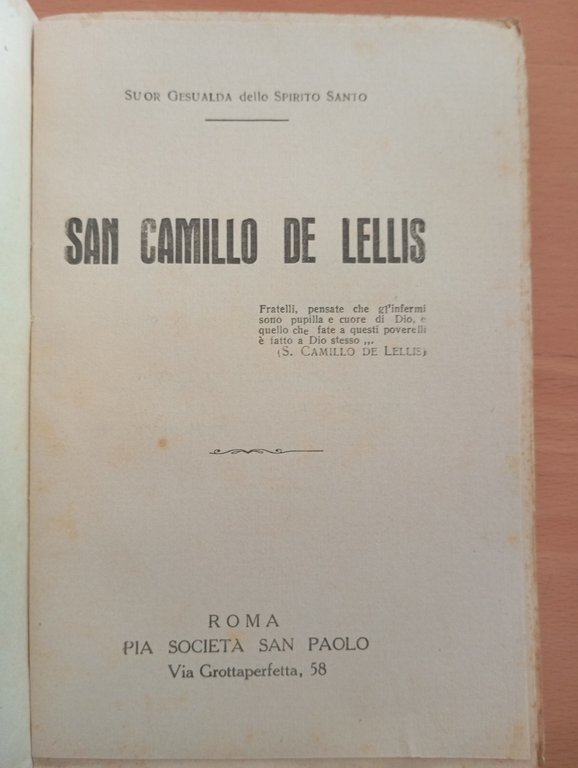 SUOR GESUALDA dello SPIRITO SANTO
SAN CAMILLO DE LELLIS
Fratelli, pensate che gl'infermi
sono pupilla e cuore di Dio, e
quello che fate a questi poverelli
è fatto a Dio stesso „.
(S. CAMILLO DE LELLIS)
ROMA
PIA SOCIETA SAN PAOLO
Via Grottaperfetta, 58